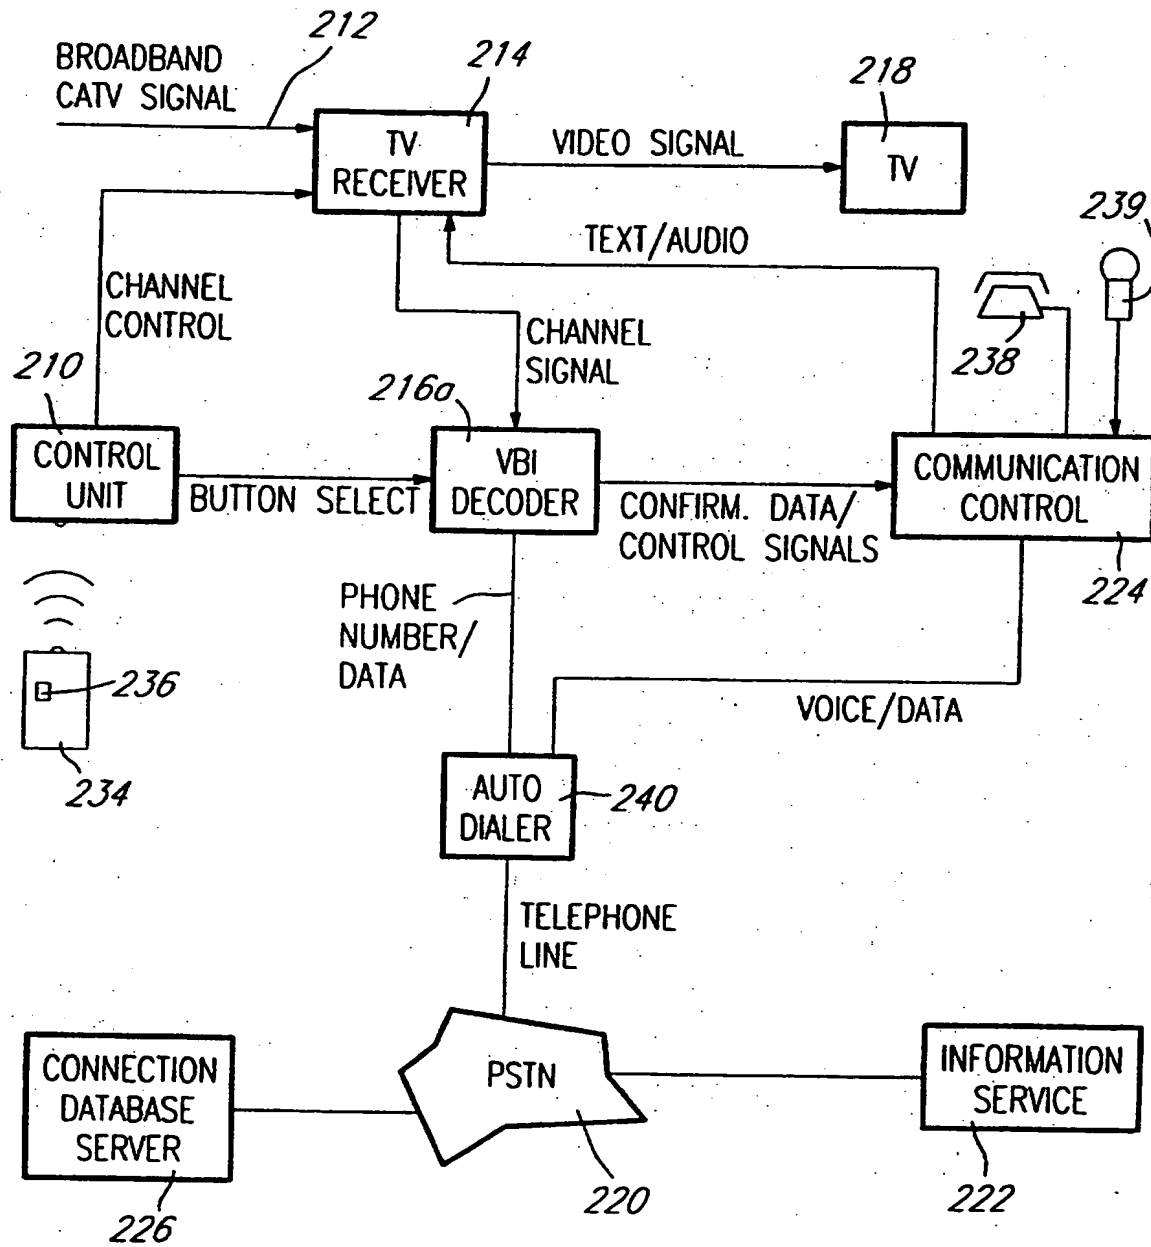 212
BROADBAND
CATV SIGNAL
214
218
TV
RECEIVER
VIDEO SIGNAL
TV
239
TEXT/AUDIO
CHANNEL
CONTROL
238
CHANNEL
SIGNAL
210
216a
CONTROL
UNIT
BUTTON SELECT
VBI
DECODER
CONFIRM. DATA/
CONTROL SIGNALS
COMMUNICATION
CONTROL
224
PHONE
NUMBER/
DATA
236
VOICE/DATA
234
AUTO
DIALER
240
TELEPHONE
LINE
CONNECTION
DATABASE
SERVER
PSTN
INFORMATION
SERVICE
226
220
222